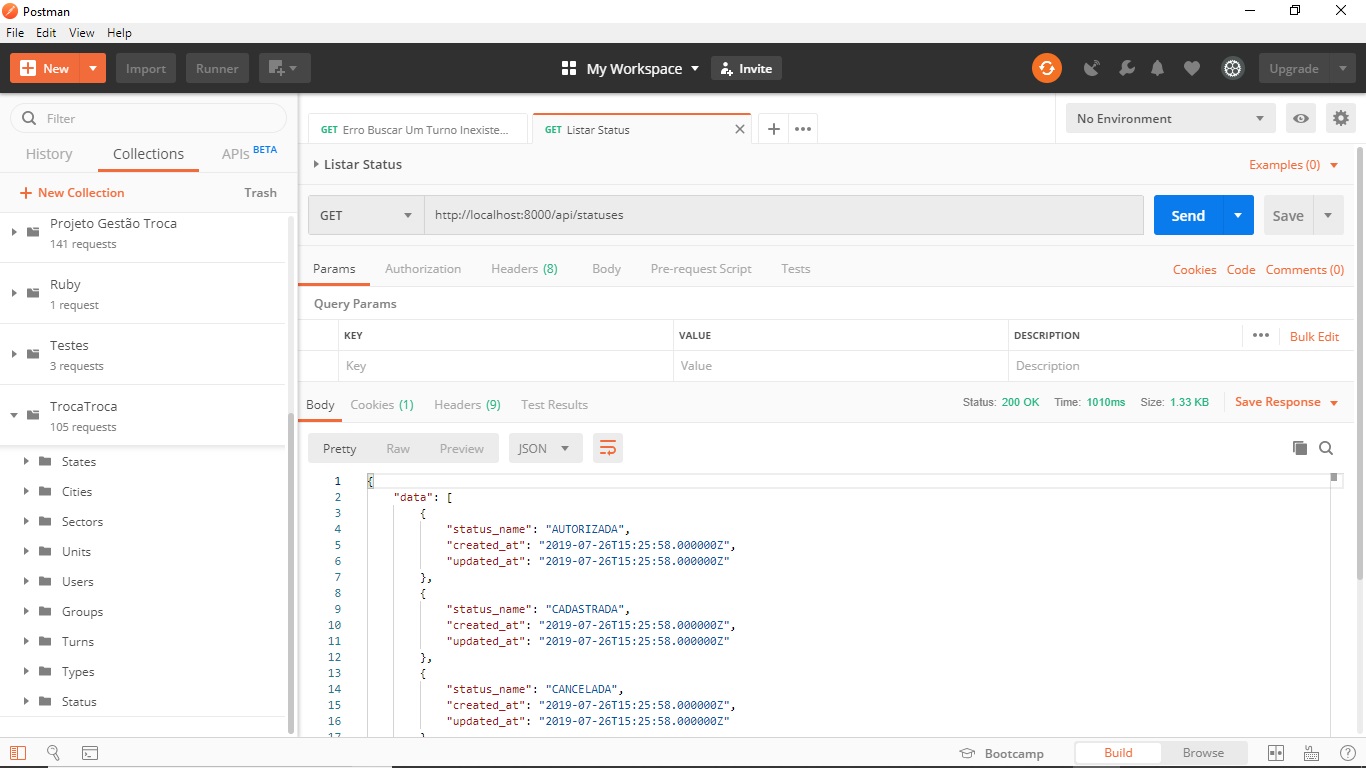 Postman
File Edit View Help
New Import Runner My Workspace Invite Upgrade
Filter
History Collections APIs BETA
New Collection Trash
Projeto Gestão Troca
141 requests
Ruby
1 request
Testes
3 requests
TrocaTroca
105 requests
States
Cities
Sectors
Units
Users
Groups
Turns
Types
Status
GET Erro Buscar Um Turno Inexiste...
GET Listar Status
No Environment
Listar Status
Examples (0)
GET http://localhost:8000/api/statuses Send Save
Params Authorization Headers (8) Body Pre-request Script Tests Cookies Code Comments (0)
Query Params
KEY VALUE DESCRIPTION Bulk Edit
Key Value Description
Body Cookies (1) Headers (9) Test Results Status: 200 OK Time: 1010ms Size: 1.33 KB Save Response
Pretty Raw Preview JSON
1 {
2 "data": [
3 {
4 "status_name": "AUTORIZADA",
5 "created_at": "2019-07-26T15:25:58.000000Z",
6 "updated_at": "2019-07-26T15:25:58.000000Z"
7 },
8 {
9 "status_name": "CADASTRADA",
10 "created_at": "2019-07-26T15:25:58.000000Z",
11 "updated_at": "2019-07-26T15:25:58.000000Z"
12 },
13 {
14 "status_name": "CANCELADA",
15 "created_at": "2019-07-26T15:25:58.000000Z",
16 "updated_at": "2019-07-26T15:25:58.000000Z"
17
Bootcamp Build Browse